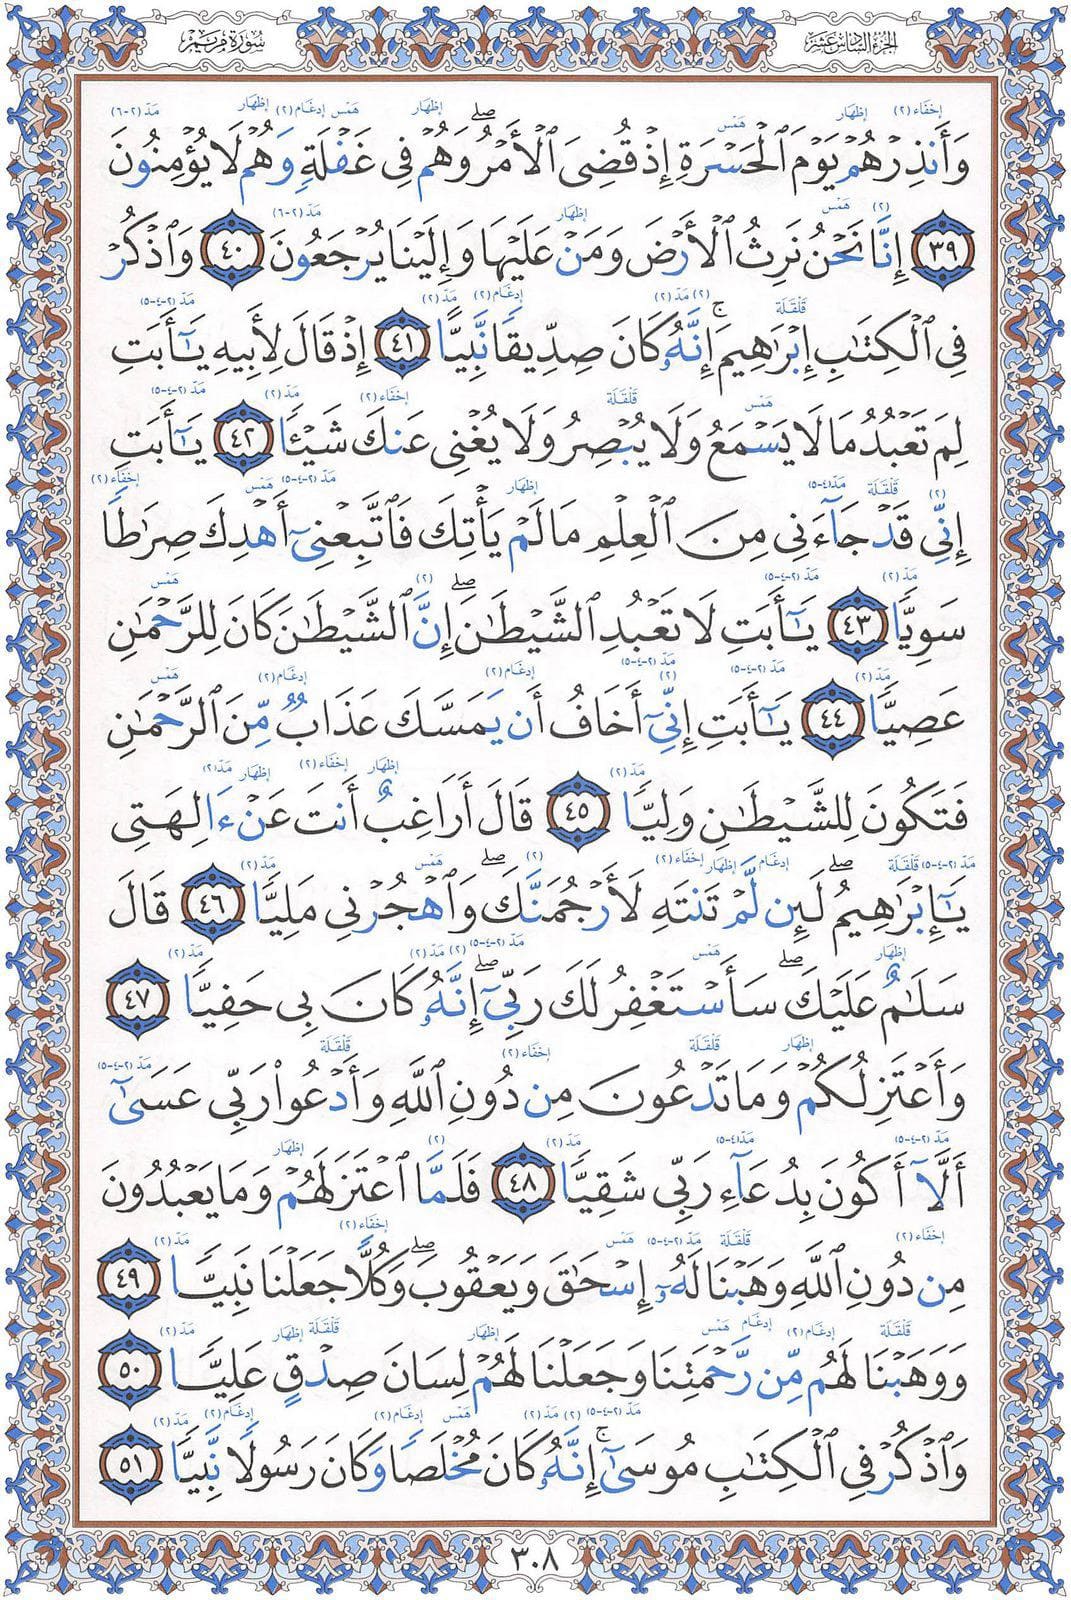 الجزء السادس عشر
سورة مريم
وَأَنذِرْهُمْ يَوْمَ ٱلْحَسْرَةِ إِذْ قُضِىَ ٱلْأَمْرُ وَهُمْ فِى غَفْلَةٍ وَهُمْ لَا يُؤْمِنُونَ
٣٩ إِنَّا نَحْنُ نَرِثُ ٱلْأَرْضَ وَمَنْ عَلَيْهَا وَإِلَيْنَا يُرْجَعُونَ ٤٠ وَٱذْكُرْ
فِى ٱلْكِتَٰبِ إِبْرَٰهِيمَ ۚ إِنَّهُۥ كَانَ صِدِّيقًا نَّبِيًّا ٤١ إِذْ قَالَ لِأَبِيهِ يَٰٓأَبَتِ
لِمَ تَعْبُدُ مَا لَا يَسْمَعُ وَلَا يُبْصِرُ وَلَا يُغْنِى عَنكَ شَيْـًٔا ٤٢ يَٰٓأَبَتِ
إِنِّى قَدْ جَآءَنِى مِنَ ٱلْعِلْمِ مَا لَمْ يَأْتِكَ فَٱتَّبِعْنِىٓ أَهْدِكَ صِرَٰطًا
سَوِيًّا ٤٣ يَٰٓأَبَتِ لَا تَعْبُدِ ٱلشَّيْطَٰنَ ۖ إِنَّ ٱلشَّيْطَٰنَ كَانَ لِلرَّحْمَٰنِ
عَصِيًّا ٤٤ يَٰٓأَبَتِ إِنِّىٓ أَخَافُ أَن يَمَسَّكَ عَذَابٌ مِّنَ ٱلرَّحْمَٰنِ
فَتَكُونَ لِلشَّيْطَٰنِ وَلِيًّا ٤٥ قَالَ أَرَاغِبٌ أَنتَ عَنْ ءَالِهَتِى
يَٰٓإِبْرَٰهِيمُ ۖ لَئِن لَّمْ تَنتَهِ لَأَرْجُمَنَّكَ ۖ وَٱهْجُرْنِى مَلِيًّا ٤٦ قَالَ
سَلَٰمٌ عَلَيْكَ ۖ سَأَسْتَغْفِرُ لَكَ رَبِّىٓ ۖ إِنَّهُۥ كَانَ بِى حَفِيًّا ٤٧
وَأَعْتَزِلُكُمْ وَمَا تَدْعُونَ مِن دُونِ ٱللَّهِ وَأَدْعُوا۟ رَبِّى عَسَىٰٓ
أَلَّآ أَكُونَ بِدُعَآءِ رَبِّى شَقِيًّا ٤٨ فَلَمَّا ٱعْتَزَلَهُمْ وَمَا يَعْبُدُونَ
مِن دُونِ ٱللَّهِ وَهَبْنَا لَهُۥٓ إِسْحَٰقَ وَيَعْقُوبَ ۖ وَكُلًّا جَعَلْنَا نَبِيًّا ٤٩
وَوَهَبْنَا لَهُم مِّن رَّحْمَتِنَا وَجَعَلْنَا لَهُمْ لِسَانَ صِدْقٍ عَلِيًّا ٥٠
وَٱذْكُرْ فِى ٱلْكِتَٰبِ مُوسَىٰٓ ۚ إِنَّهُۥ كَانَ مُخْلَصًا وَكَانَ رَسُولًا نَّبِيًّا ٥١
٣٠٨